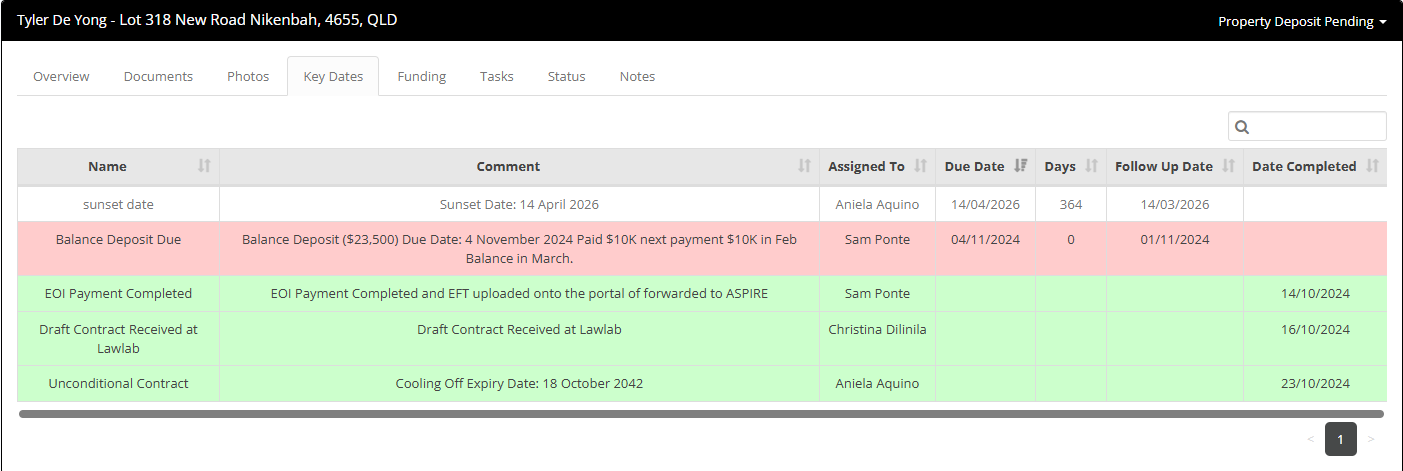 Tyler De Yong - Lot 318 New Road Nikenbah, 4655, QLD
Property Deposit Pending
Overview Documents Photos Key Dates Funding Tasks Status Notes
Name Comment Assigned To Due Date Days Follow Up Date Date Completed
sunset date Sunset Date: 14 April 2026 Aniela Aquino 14/04/2026 364 14/03/2026
Balance Deposit Due Balance Deposit ($23,500) Due Date: 4 November 2024 Paid $10K next payment $10K in Feb Sam Ponte 04/11/2024 0 01/11/2024
Balance in March.
EOI Payment Completed EOI Payment Completed and EFT uploaded onto the portal of forwarded to ASPIRE Sam Ponte 14/10/2024
Draft Contract Received at Draft Contract Received at Lawlab Christina Dilinila 16/10/2024
Lawlab
Unconditional Contract Cooling Off Expiry Date: 18 October 2042 Aniela Aquino 23/10/2024
< 1 >